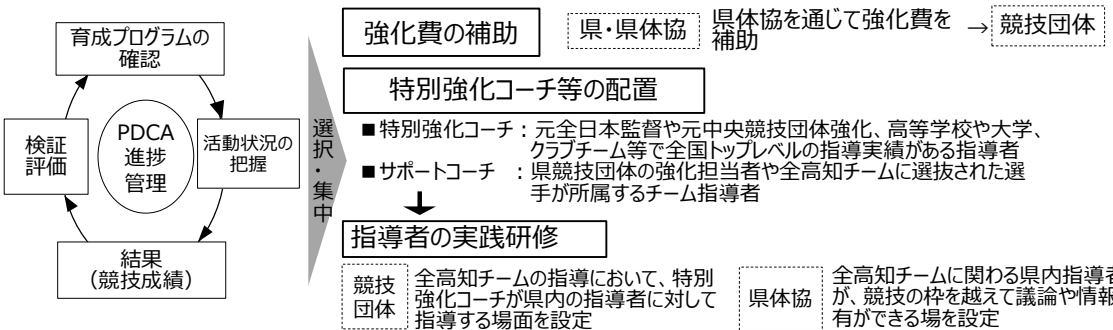 育成プログラムの
確認
検証
評価
PDCA
進捗
管理
活動状況の
把握
結果
（競技成績）
選択・集中
強化費の補助
県・県体協
県体協を通じて強化費を
補助
→
競技団体
特別強化コーチ等の配置
■特別強化コーチ：元全日本監督や元中央競技団体強化、高等学校や大学、
クラブチーム等で全国トップレベルの指導実績がある指導者
■サポートコーチ ：県競技団体の強化担当者や全高知チームに選抜された選
手が所属するチーム指導者
指導者の実践研修
競技
団体
全高知チームの指導において、特別
強化コーチが県内の指導者に対して
指導する場面を設定
県体協
全高知チームに関わる県内指導者
が、競技の枠を越えて議論や情報
有ができる場を設定